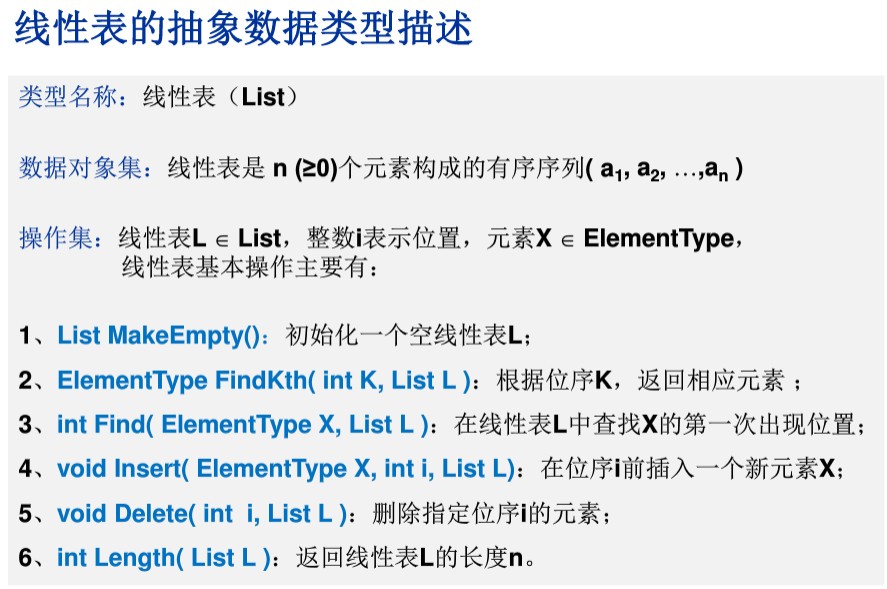 线性表的抽象数据类型描述
类型名称：线性表（List）
数据对象集：线性表是 n (≥0)个元素构成的有序序列( a₁, a₂, …,aₙ )
操作集：线性表L ∈ List，整数i表示位置，元素X ∈ ElementType，
线性表基本操作主要有：
1、List MakeEmpty()：初始化一个空线性表L；
2、ElementType FindKth( int K, List L )：根据位序K，返回相应元素 ；
3、int Find( ElementType X, List L )：在线性表L中查找X的第一次出现位置；
4、void Insert( ElementType X, int i, List L)：在位序i前插入一个新元素X；
5、void Delete( int i, List L )：删除指定位序i的元素；
6、int Length( List L )：返回线性表L的长度n。